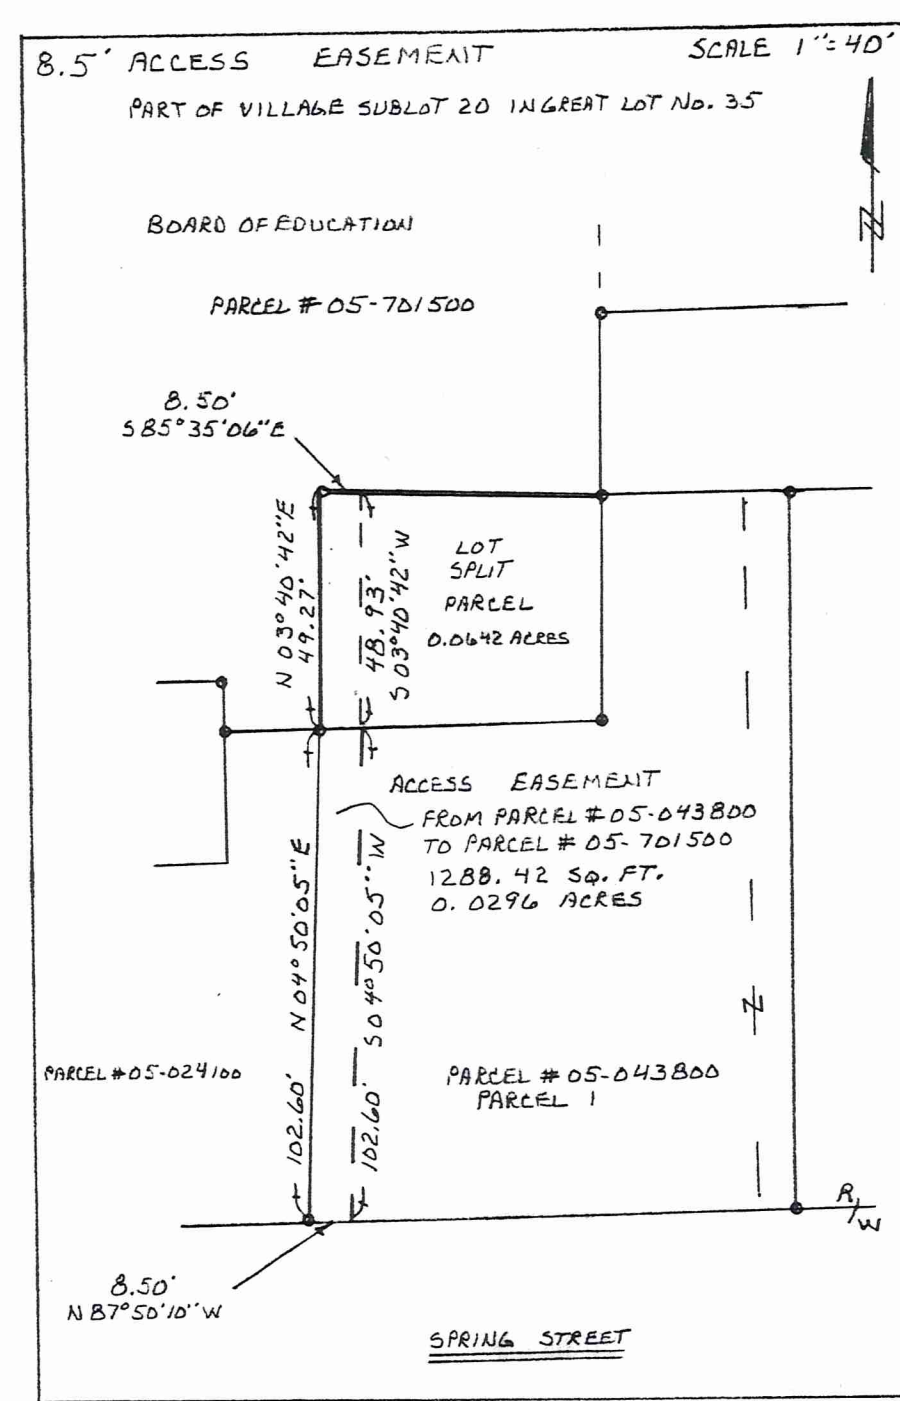 8.5' ACCESS EASEMENT
SCALE 1"=40'
PART OF VILLAGE SUBLOT 20 IN GREAT LOT No. 35
N
BOARD OF EDUCATION
PARCEL # 05-701500
8.50'
S85°35'06"E
N 03°40'42"E
49.27'
48.93'
S 03°40'42"W
LOT
SPLIT
PARCEL
0.0642 ACRES
ACCESS EASEMENT
FROM PARCEL # 05-043800
TO PARCEL # 05-701500
1288.42 SQ. FT.
0.0296 ACRES
102.60' N 04°50'05"E
102.60' S 04°50'05"W
PARCEL # 05-024100
PARCEL # 05-043800
PARCEL 1
R/W
8.50'
N 87°50'10"W
SPRING STREET